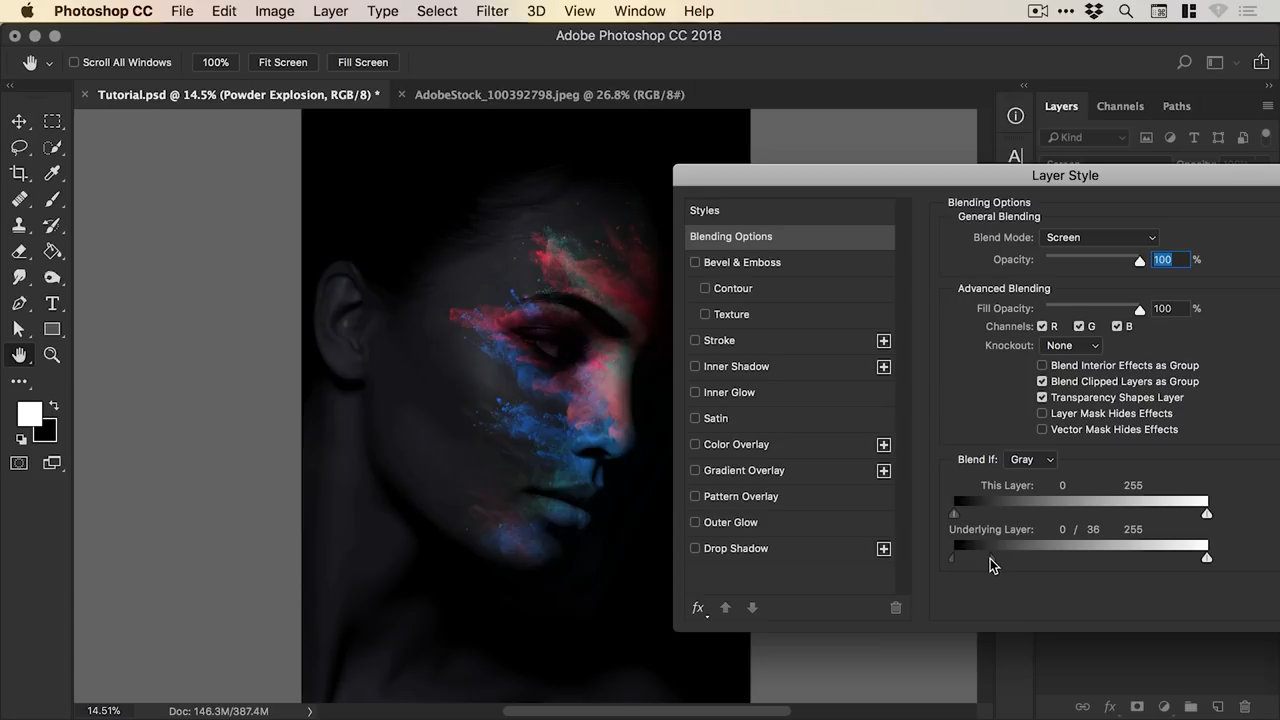 Photoshop CC File Edit Image Layer Type Select Filter 3D View Window Help
Adobe Photoshop CC 2018
Scroll All Windows 100% Fit Screen Fill Screen
Tutorial.psd @ 14.5% (Powder Explosion, RGB/8) * AdobeStock_100392798.jpeg @ 26.8% (RGB/8#)
Layers Channels Paths
Kind
A
Layer Style
Styles
Blending Options
Bevel & Emboss
Contour
Texture
Stroke
Inner Shadow
Inner Glow
Satin
Color Overlay
Gradient Overlay
Pattern Overlay
Outer Glow
Drop Shadow
fx
Blending Options
General Blending
Blend Mode: Screen
Opacity: 100 %
Advanced Blending
Fill Opacity: 100 %
Channels: R G B
Knockout: None
Blend Interior Effects as Group
Blend Clipped Layers as Group
Transparency Shapes Layer
Layer Mask Hides Effects
Vector Mask Hides Effects
Blend If: Gray
This Layer: 0 255
Underlying Layer: 0 / 36 255
14.51% Doc: 146.3M/387.4M
fx